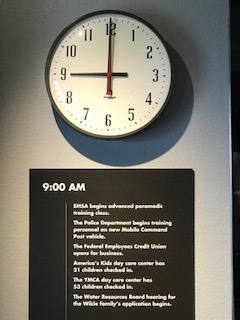 12
11 1
10 2
9 3
8 4
7 5
6
9:00 AM
EMSA begins advanced paramedic
training class.
The Police Department begins training
personnel on new Mobile Command
Post vehicle.
The Federal Employees Credit Union
opens for business.
America's Kids day care center has
21 children checked in.
The YMCA day care center has
53 children checked in.
The Water Resources Board hearing for
the Wikle family's application begins.